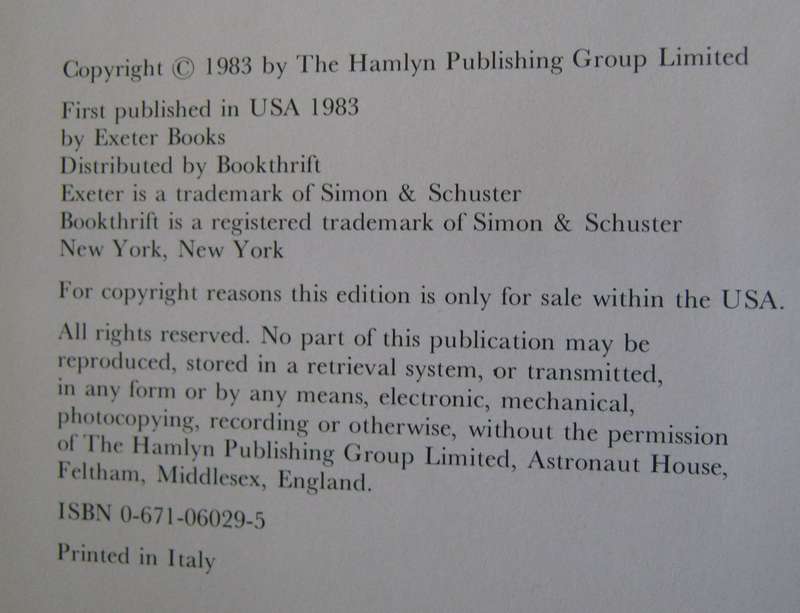 Copyright © 1983 by The Hamlyn Publishing Group Limited
First published in USA 1983
by Exeter Books
Distributed by Bookthrift
Exeter is a trademark of Simon & Schuster
Bookthrift is a registered trademark of Simon & Schuster
New York, New York
For copyright reasons this edition is only for sale within the USA.
All rights reserved. No part of this publication may be
reproduced, stored in a retrieval system, or transmitted,
in any form or by any means, electronic, mechanical,
photocopying, recording or otherwise, without the permission
of The Hamlyn Publishing Group Limited, Astronaut House,
Feltham, Middlesex, England.
ISBN 0-671-06029-5
Printed in Italy